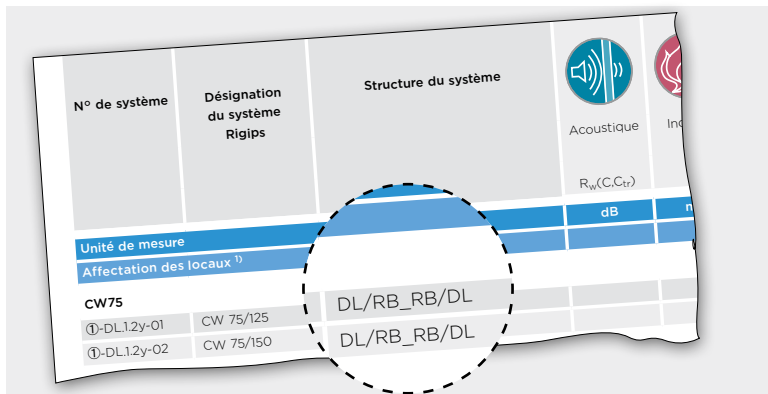 N° de système
Désignation
du système
Rigips
Structure du système
Acoustique
R_w(C,C_tr)
Unité de mesure
dB
Affectation des locaux ¹⁾
CW75
①-DL.1.2y-01 CW 75/125 DL/RB_RB/DL
①-DL.1.2y-02 CW 75/150 DL/RB_RB/DL